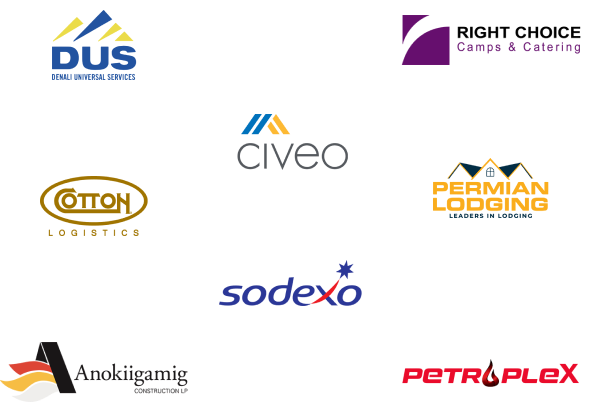 DUS
DENALI UNIVERSAL SERVICES
RIGHT CHOICE
Camps & Catering
civeo
COTTON
LOGISTICS
PERMIAN
LODGING
LEADERS IN LODGING
sodexo
Anokiigamig
CONSTRUCTION LP
PETROPLEX